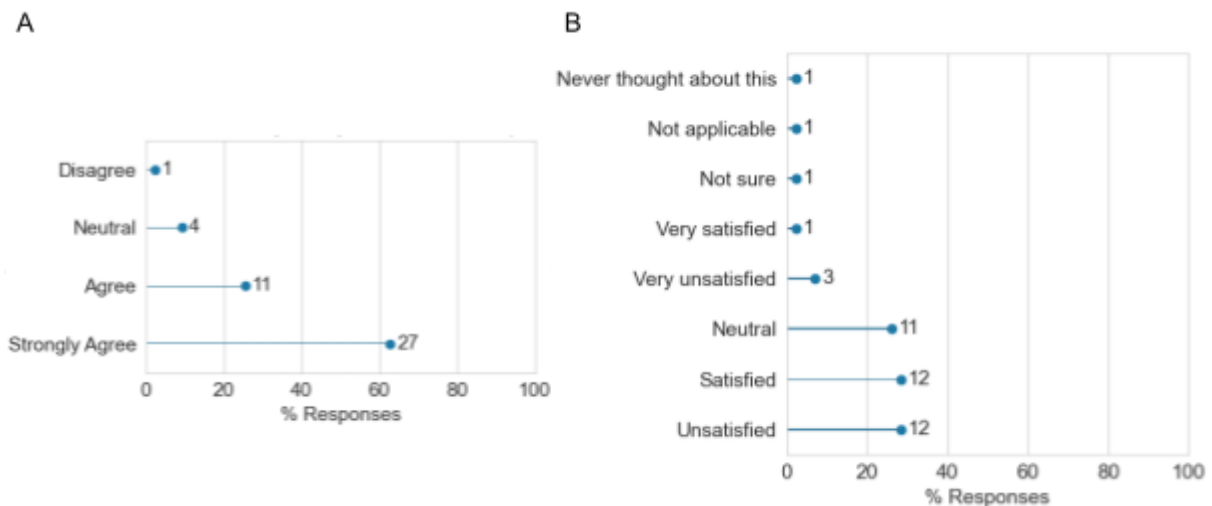 A
Disagree 1
Neutral 4
Agree 11
Strongly Agree 27
0 20 40 60 80 100
% Responses
B
Never thought about this 1
Not applicable 1
Not sure 1
Very satisfied 1
Very unsatisfied 3
Neutral 11
Satisfied 12
Unsatisfied 12
0 20 40 60 80 100
% Responses